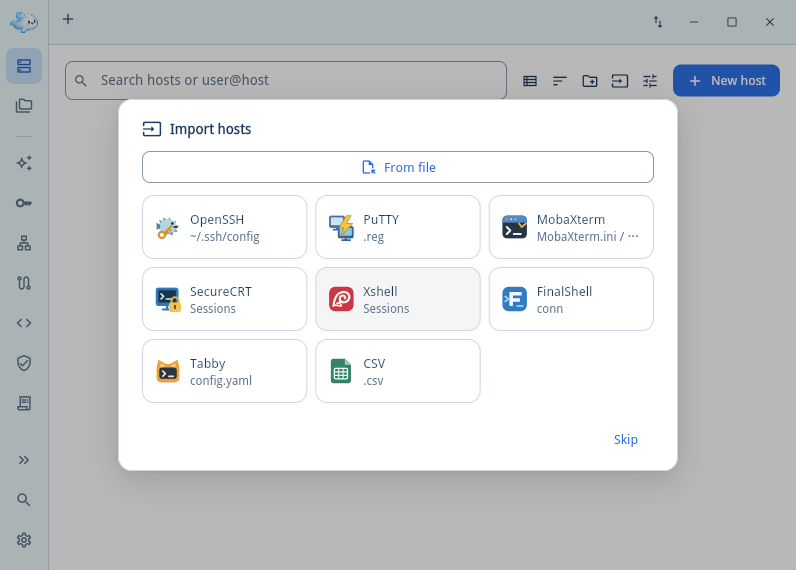 Search hosts or user@host
New host
Import hosts
From file
OpenSSH
~/.ssh/config
PuTTY
.reg
MobaXterm
MobaXterm.ini / ···
SecureCRT
Sessions
Xshell
Sessions
FinalShell
conn
Tabby
config.yaml
CSV
.csv
Skip